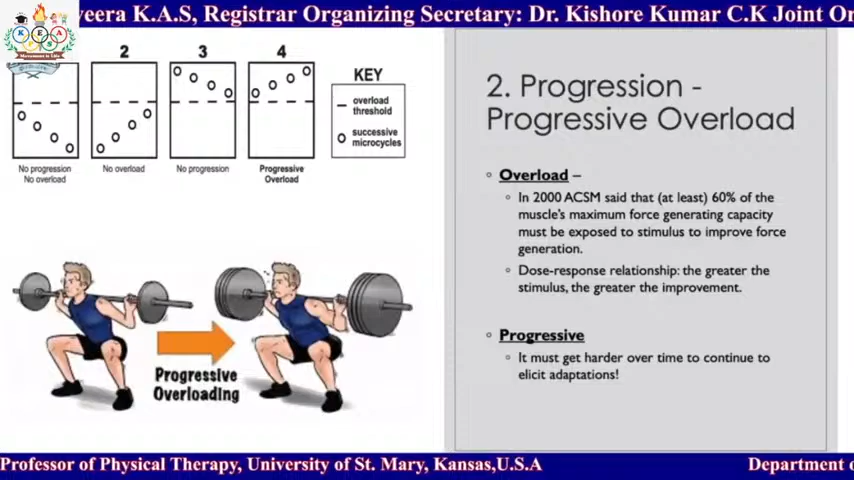 veera K.A.S, Registrar Organizing Secretary: Dr. Kishore Kumar C.K Joint Or
K E A
P S
2 3 4
KEY
overload
threshold
successive
microcycles
No progression
No overload
No overload
No progression
Progressive
Overload
2. Progression -
Progressive Overload
Overload –
In 2000 ACSM said that (at least) 60% of the
muscle's maximum force generating capacity
must be exposed to stimulus to improve force
generation.
Dose-response relationship: the greater the
stimulus, the greater the improvement.
Progressive
It must get harder over time to continue to
elicit adaptations!
Progressive
Overloading
Professor of Physical Therapy, University of St. Mary, Kansas,U.S.A
Department o